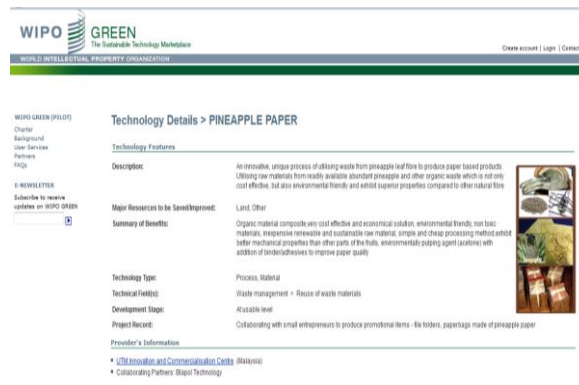 WIPO GREEN
The Sustainable Technology Marketplace
Create account | Login | Contact
WORLD INTELLECTUAL PROPERTY ORGANIZATION
WIPO GREEN (PILOT)
Charter
Background
User Services
Partners
FAQs
E-NEWSLETTER
Subscribe to receive
updates on WIPO GREEN
Technology Details > PINEAPPLE PAPER
Technology Features
Description: An innovative, unique process of utilising waste from pineapple leaf fibre to produce paper based products.
Utilising raw materials from readily available abundant pineapple and other organic waste which is not only
cost effective, but also environmental friendly and exhibit superior properties compared to other natural fibre
Major Resources to be Saved/Improved: Land, Other
Summary of Benefits: Organic material composite,very cost effective and economical solution, environmental friendly, non toxic
materials, inexpensive renewable and sustainable raw material, simple and cheap processing method exhibit
better mechanical properties than other parts of the fruits, environmentally pulping agent (acetone) with
addition of binder/adhesives to improve paper quality
Technology Type: Process, Material
Technical Field(s): Waste management > Reuse of waste materials
Development Stage: At usable level
Project Record: Collaborating with small entrepreneurs to produce promotional items - file folders, paperbags made of pineapple paper
Provider's Information
UTM Innovation and Commercialisation Centre (Malaysia)
Collaborating Partners: Biapol Technology